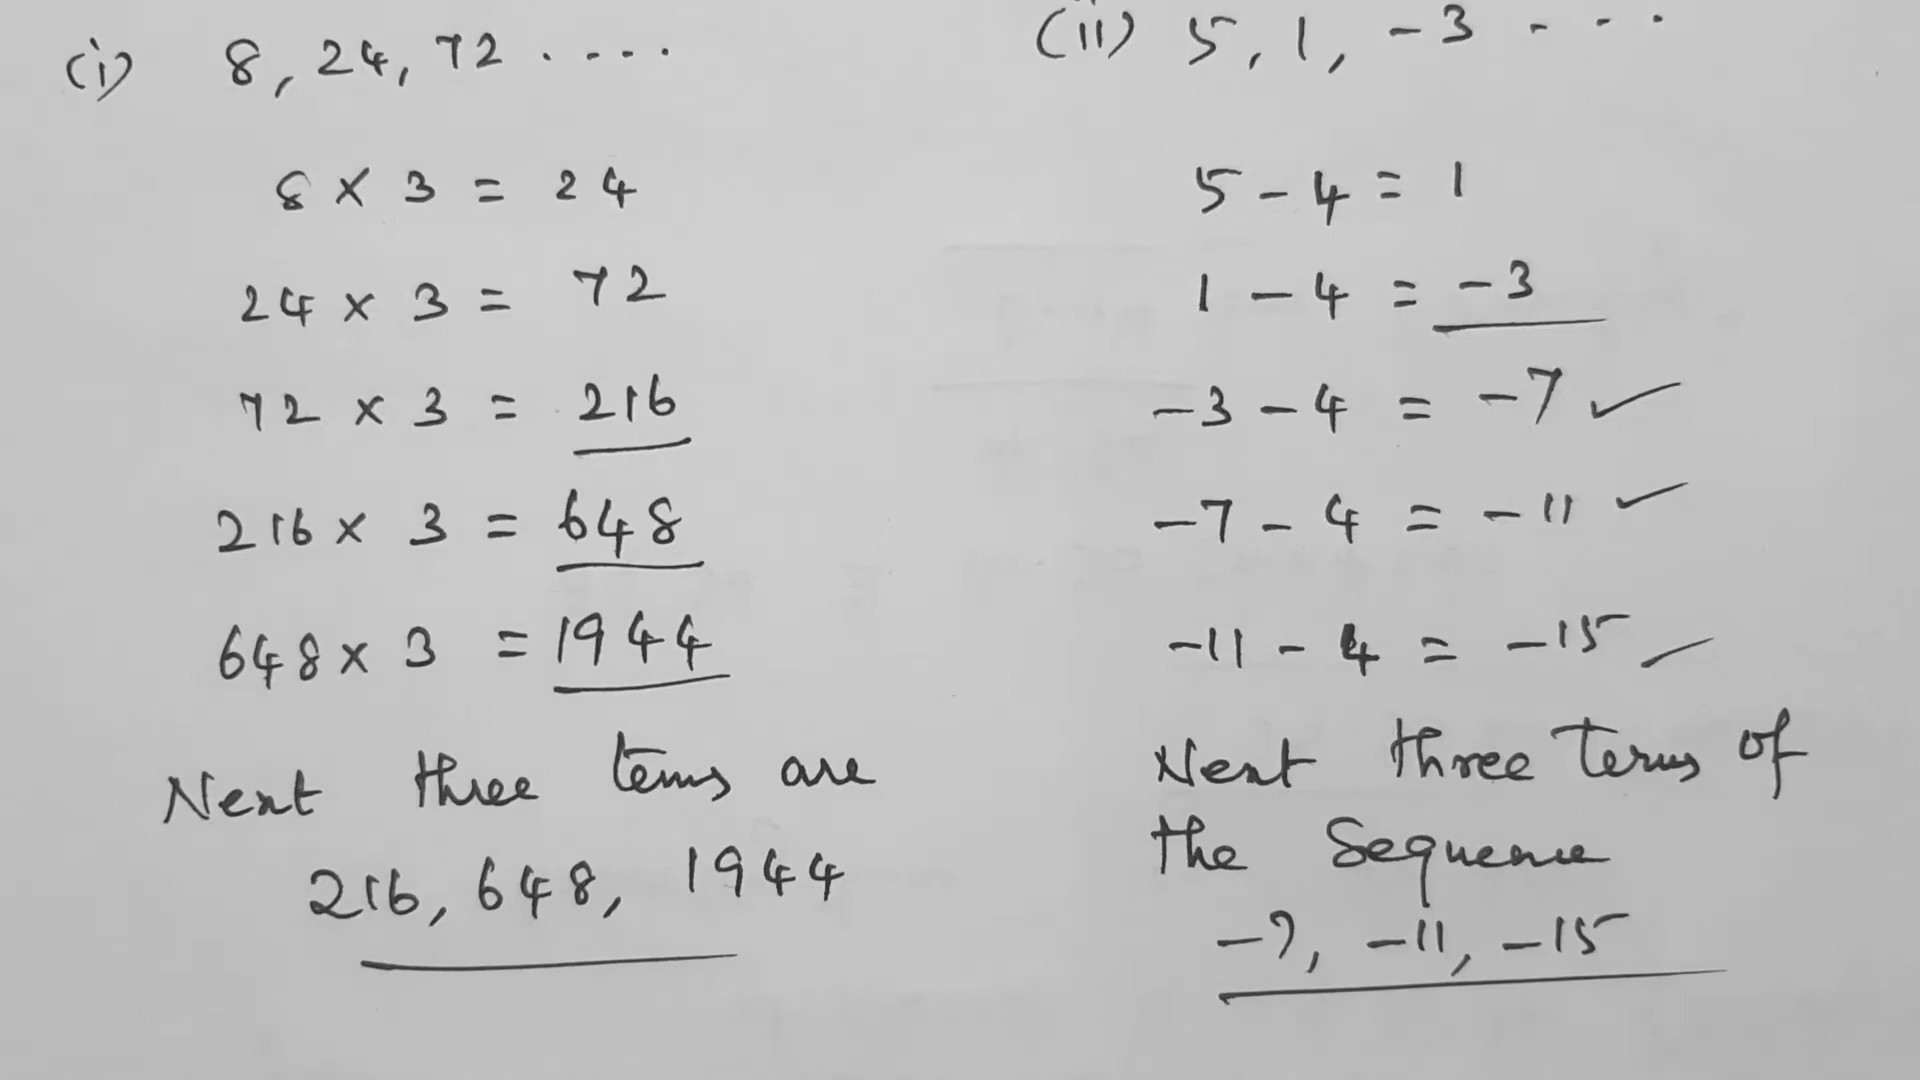 (i) 8, 24, 72 .....
8 × 3 = 24
24 × 3 = 72
72 × 3 = 216
216 × 3 = 648
648 × 3 = 1944
Next three terms are
216, 648, 1944
(ii) 5, 1, -3 ....
5 - 4 = 1
1 - 4 = -3
-3 - 4 = -7 ✓
-7 - 4 = -11 ✓
-11 - 4 = -15 ✓
Next three terms of
the Sequence
-7, -11, -15